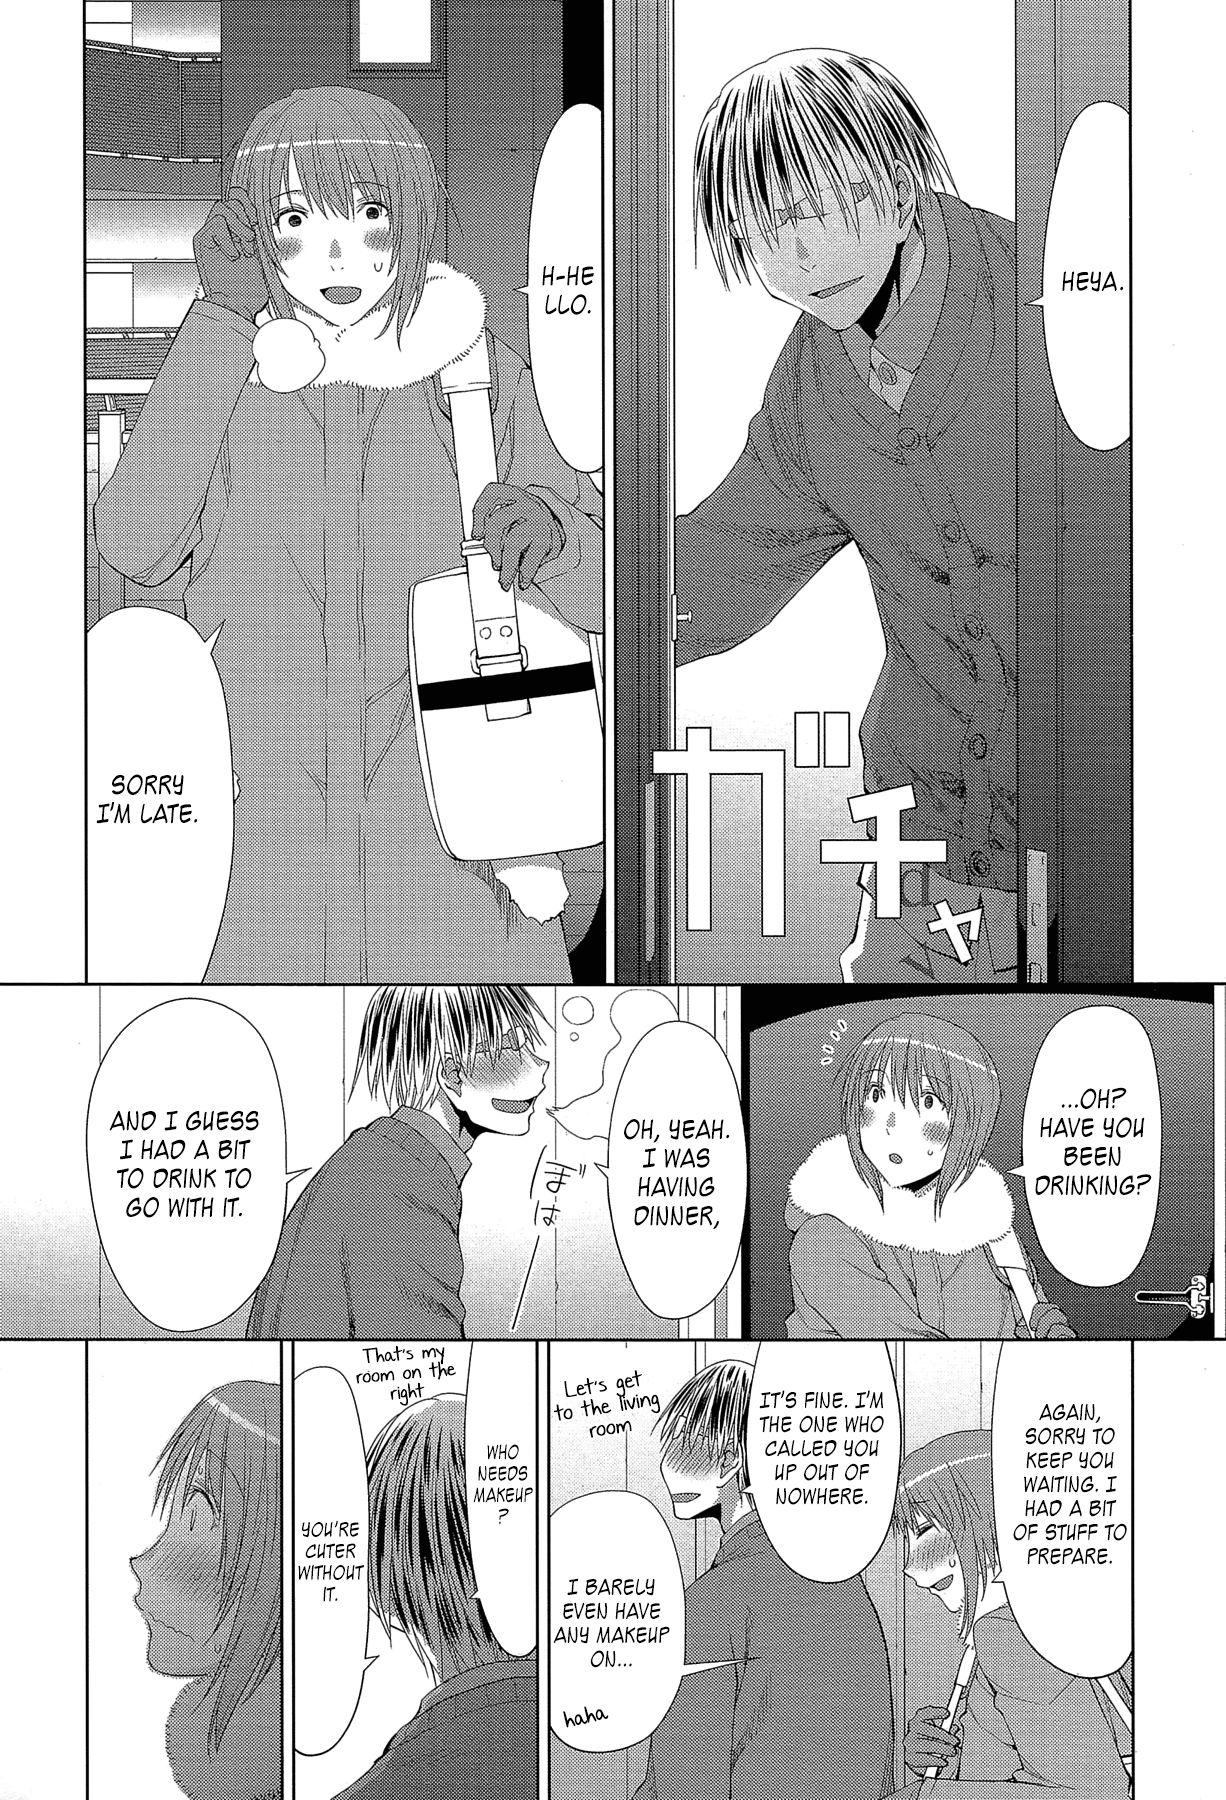 HEYA.
ガチャ
H-HE
LLO.
SORRY
I'M LATE.
...OH?
HAVE YOU
BEEN
DRINKING?
OH, YEAH.
I WAS
HAVING
DINNER,
AND I GUESS
I HAD A BIT
TO DRINK TO
GO WITH IT.
AGAIN,
SORRY TO
KEEP YOU
WAITING. I
HAD A BIT
OF STUFF TO
PREPARE.
IT'S FINE. I'M
THE ONE WHO
CALLED YOU
UP OUT OF
NOWHERE.
Let's get
to the living
room
I BARELY
EVEN HAVE
ANY MAKEUP
ON...
haha
WHO
NEEDS
MAKEUP
?
That's my
room on the
right
YOU'RE
CUTER
WITHOUT
IT.